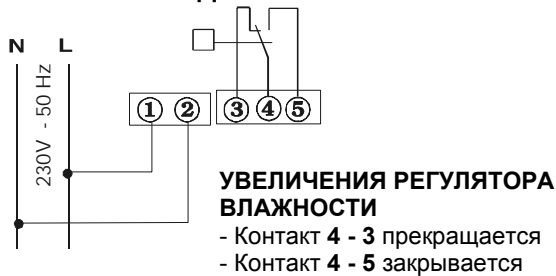 N L
230V - 50 Hz
1 2 3 4 5
УВЕЛИЧЕНИЯ РЕГУЛЯТОРА
ВЛАЖНОСТИ
- Контакт 4 - 3 прекращается
- Контакт 4 - 5 закрывается